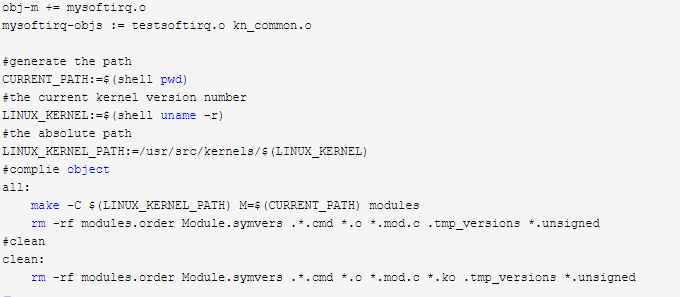 obj-m += mysoftirq.o
mysoftirq-objs := testsoftirq.o kn_common.o
#generate the path
CURRENT_PATH:=$(shell pwd)
#the current kernel version number
LINUX_KERNEL:=$(shell uname -r)
#the absolute path
LINUX_KERNEL_PATH:=/usr/src/kernels/$(LINUX_KERNEL)
#complie object
all:
make -C $(LINUX_KERNEL_PATH) M=$(CURRENT_PATH) modules
rm -rf modules.order Module.symvers .*.cmd *.o *.mod.c .tmp_versions *.unsigned
#clean
clean:
rm -rf modules.order Module.symvers .*.cmd *.o *.mod.c *.ko .tmp_versions *.unsigned